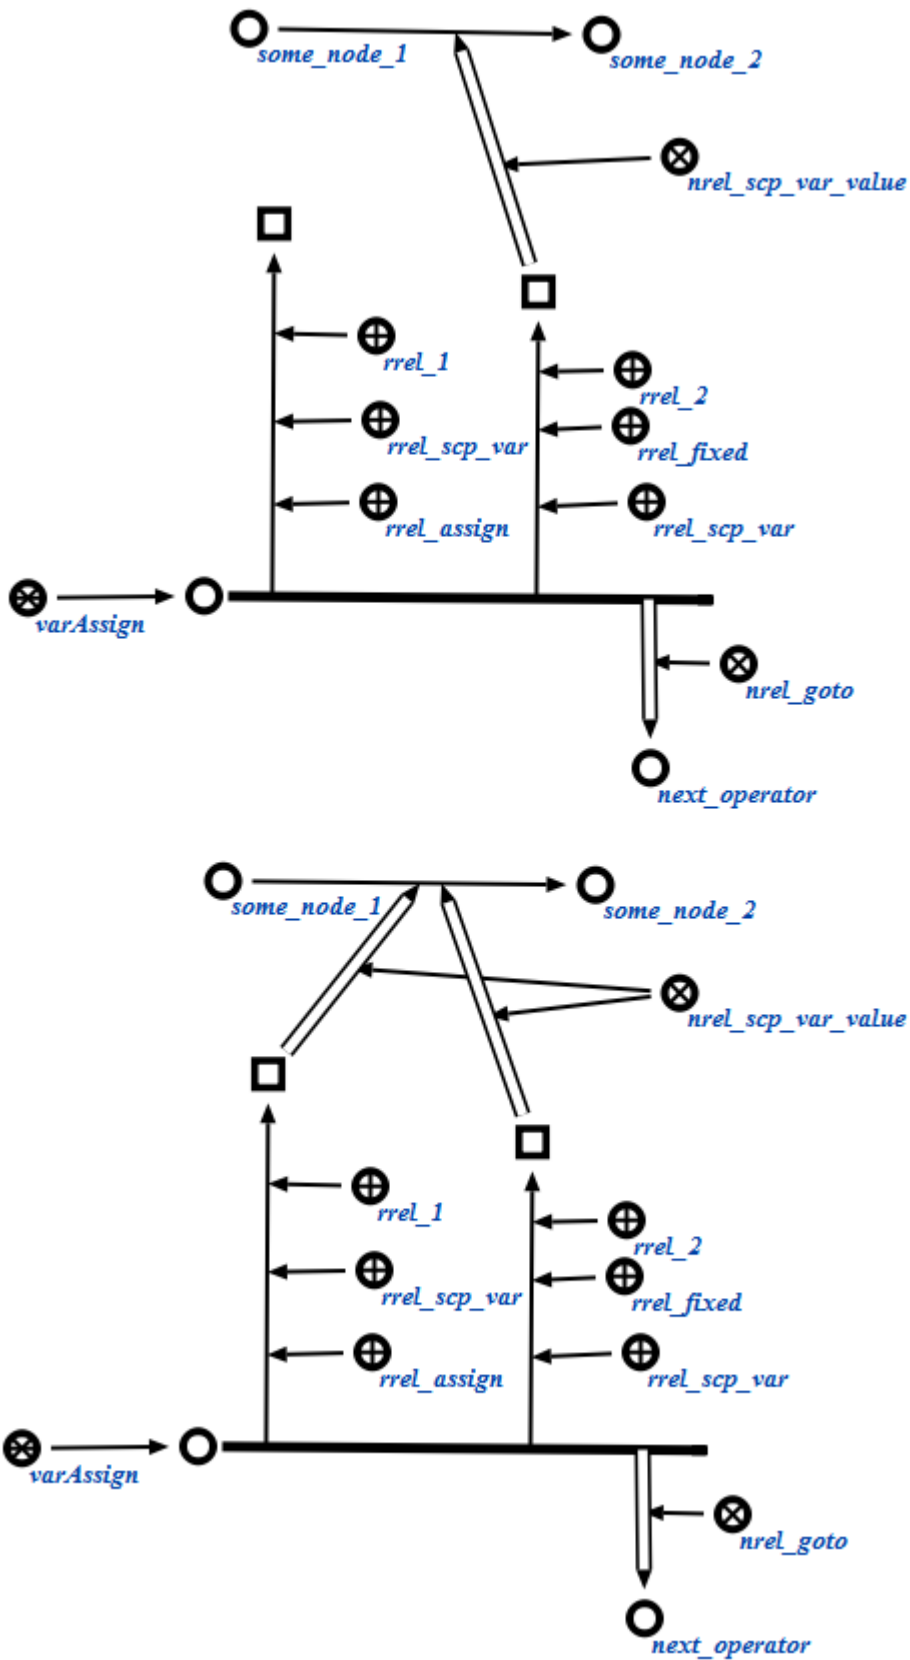 some_node_1
some_node_2
nrel_scp_var_value
rrel_1
rrel_2
rrel_scp_var
rrel_fixed
rrel_assign
rrel_scp_var
varAssign
nrel_goto
next_operator
some_node_1
some_node_2
nrel_scp_var_value
rrel_1
rrel_2
rrel_scp_var
rrel_fixed
rrel_assign
rrel_scp_var
varAssign
nrel_goto
next_operator